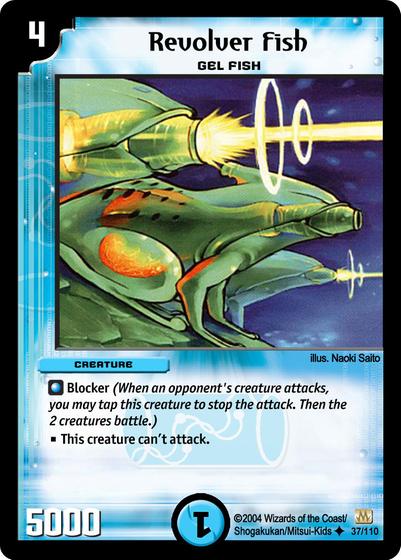 4
Revolver Fish
GEL FISH
illus. Naoki Saito
CREATURE
Blocker (When an opponent's creature attacks,
you may tap this creature to stop the attack. Then the
2 creatures battle.)
▪ This creature can't attack.
5000
1
©2004 Wizards of the Coast/
Shogakukan/Mitsui-Kids ✦ 37/110